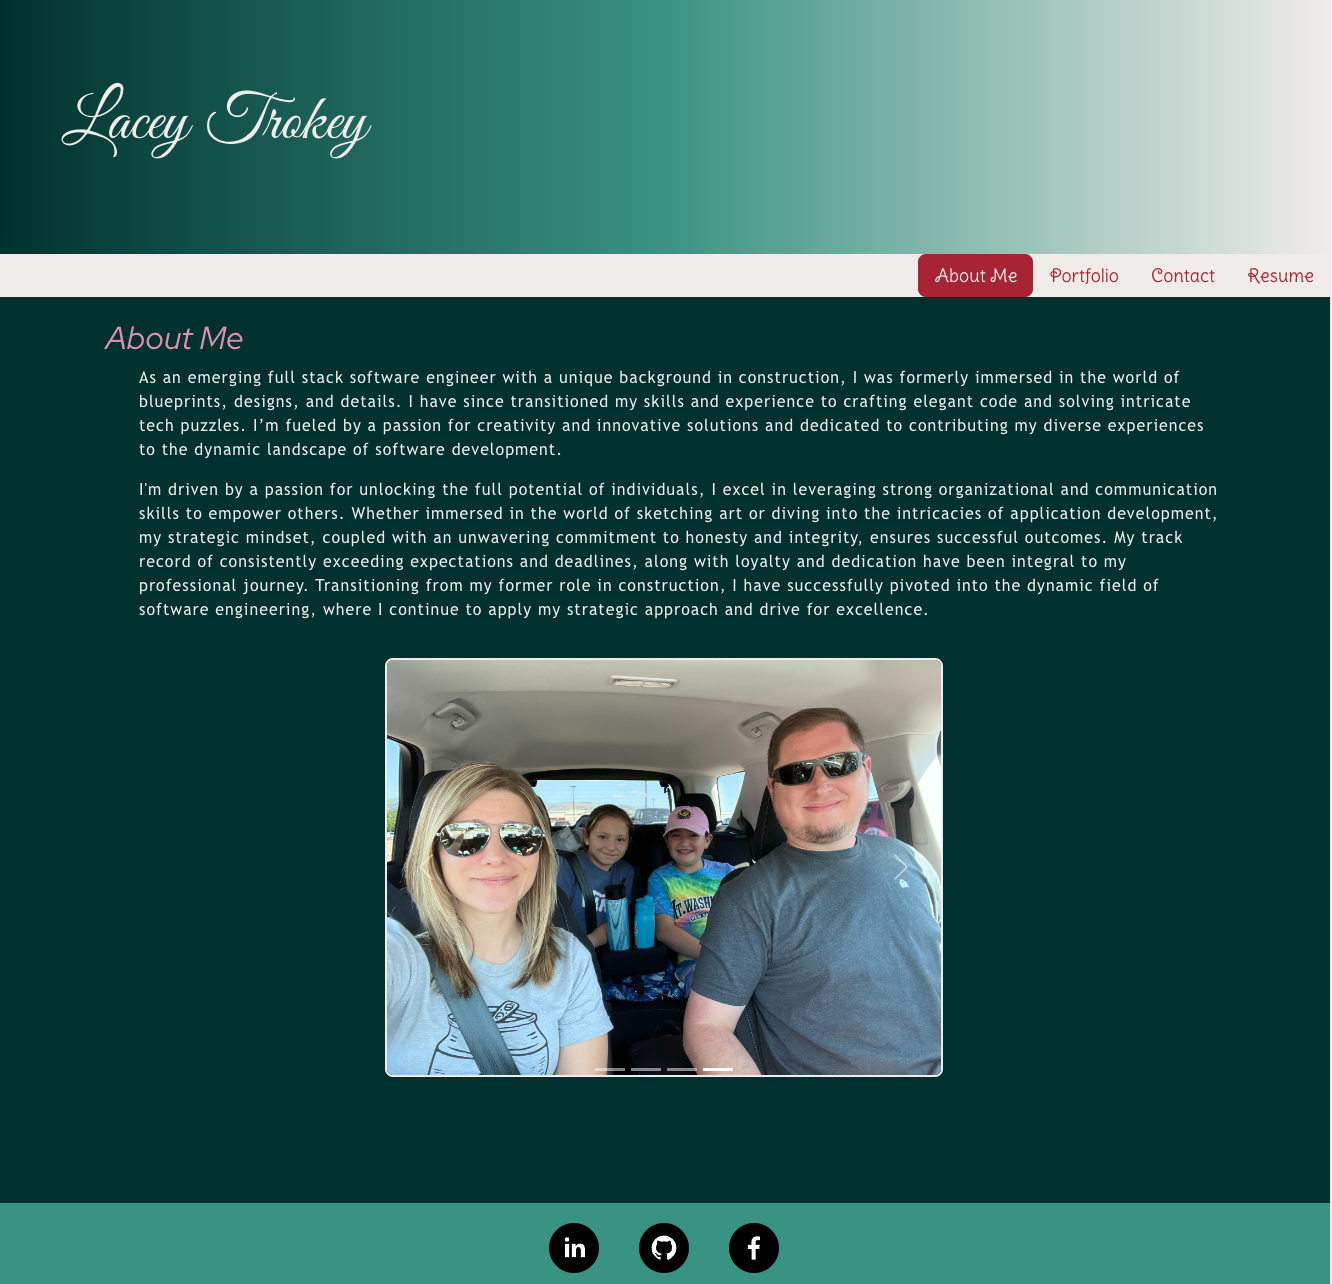 Lacey Trokey
About Me Portfolio Contact Resume
About Me
As an emerging full stack software engineer with a unique background in construction, I was formerly immersed in the world of
blueprints, designs, and details. I have since transitioned my skills and experience to crafting elegant code and solving intricate
tech puzzles. I’m fueled by a passion for creativity and innovative solutions and dedicated to contributing my diverse experiences
to the dynamic landscape of software development.
I'm driven by a passion for unlocking the full potential of individuals, I excel in leveraging strong organizational and communication
skills to empower others. Whether immersed in the world of sketching art or diving into the intricacies of application development,
my strategic mindset, coupled with an unwavering commitment to honesty and integrity, ensures successful outcomes. My track
record of consistently exceeding expectations and deadlines, along with loyalty and dedication have been integral to my
professional journey. Transitioning from my former role in construction, I have successfully pivoted into the dynamic field of
software engineering, where I continue to apply my strategic approach and drive for excellence.
MT.WASH
in
f